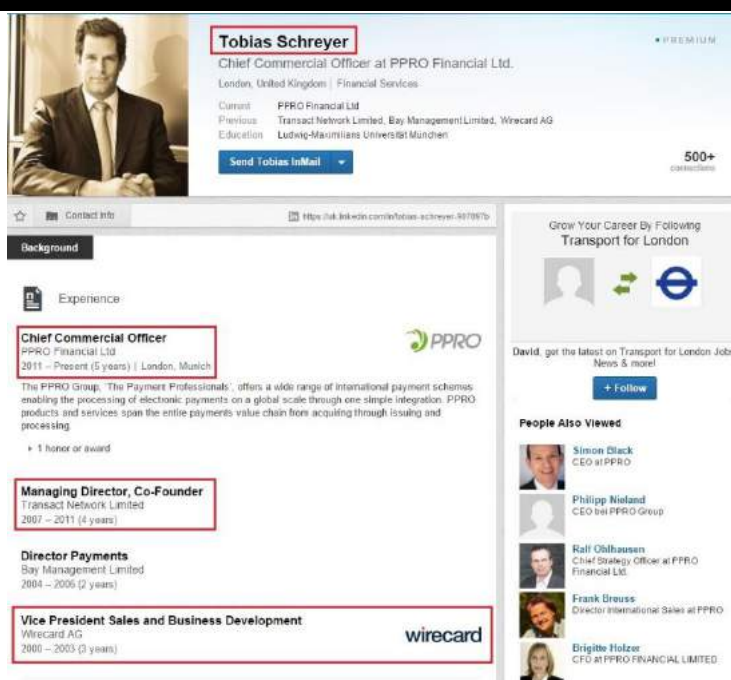 Tobias Schreyer
PREMIUM
Chief Commercial Officer at PPRO Financial Ltd.
London, United Kingdom | Financial Services
Current PPRO Financial Ltd
Previous Transact Network Limited, Bay Management Limited, Wirecard AG
Education Ludwig-Maximilians Universität München
Send Tobias InMail
500+
connections
Contact Info
https://uk.linkedin.com/in/tobias-schreyer-907897b
Background
Experience
Chief Commercial Officer
PPRO Financial Ltd
2011 – Present (5 years) | London, Munich
PPRO
The PPRO Group, 'The Payment Professionals', offers a wide range of international payment schemes
enabling the processing of electronic payments on a global scale through one simple integration. PPRO
products and services span the entire payments value chain from acquiring through issuing and
processing.
1 honor or award
Managing Director, Co-Founder
Transact Network Limited
2007 – 2011 (4 years)
Director Payments
Bay Management Limited
2004 – 2006 (2 years)
Vice President Sales and Business Development
Wirecard AG
2000 – 2003 (3 years)
wirecard
Grow Your Career By Following
Transport for London
David, get the latest on Transport for London Jobs
News & more!
+ Follow
People Also Viewed
Simon Black
CEO at PPRO
Philipp Nieland
CEO bei PPRO Group
Ralf Ohlhausen
Chief Strategy Officer at PPRO
Financial Ltd.
Frank Breuss
Director International Sales at PPRO
Brigitte Holzer
CFO at PPRO FINANCIAL LIMITED